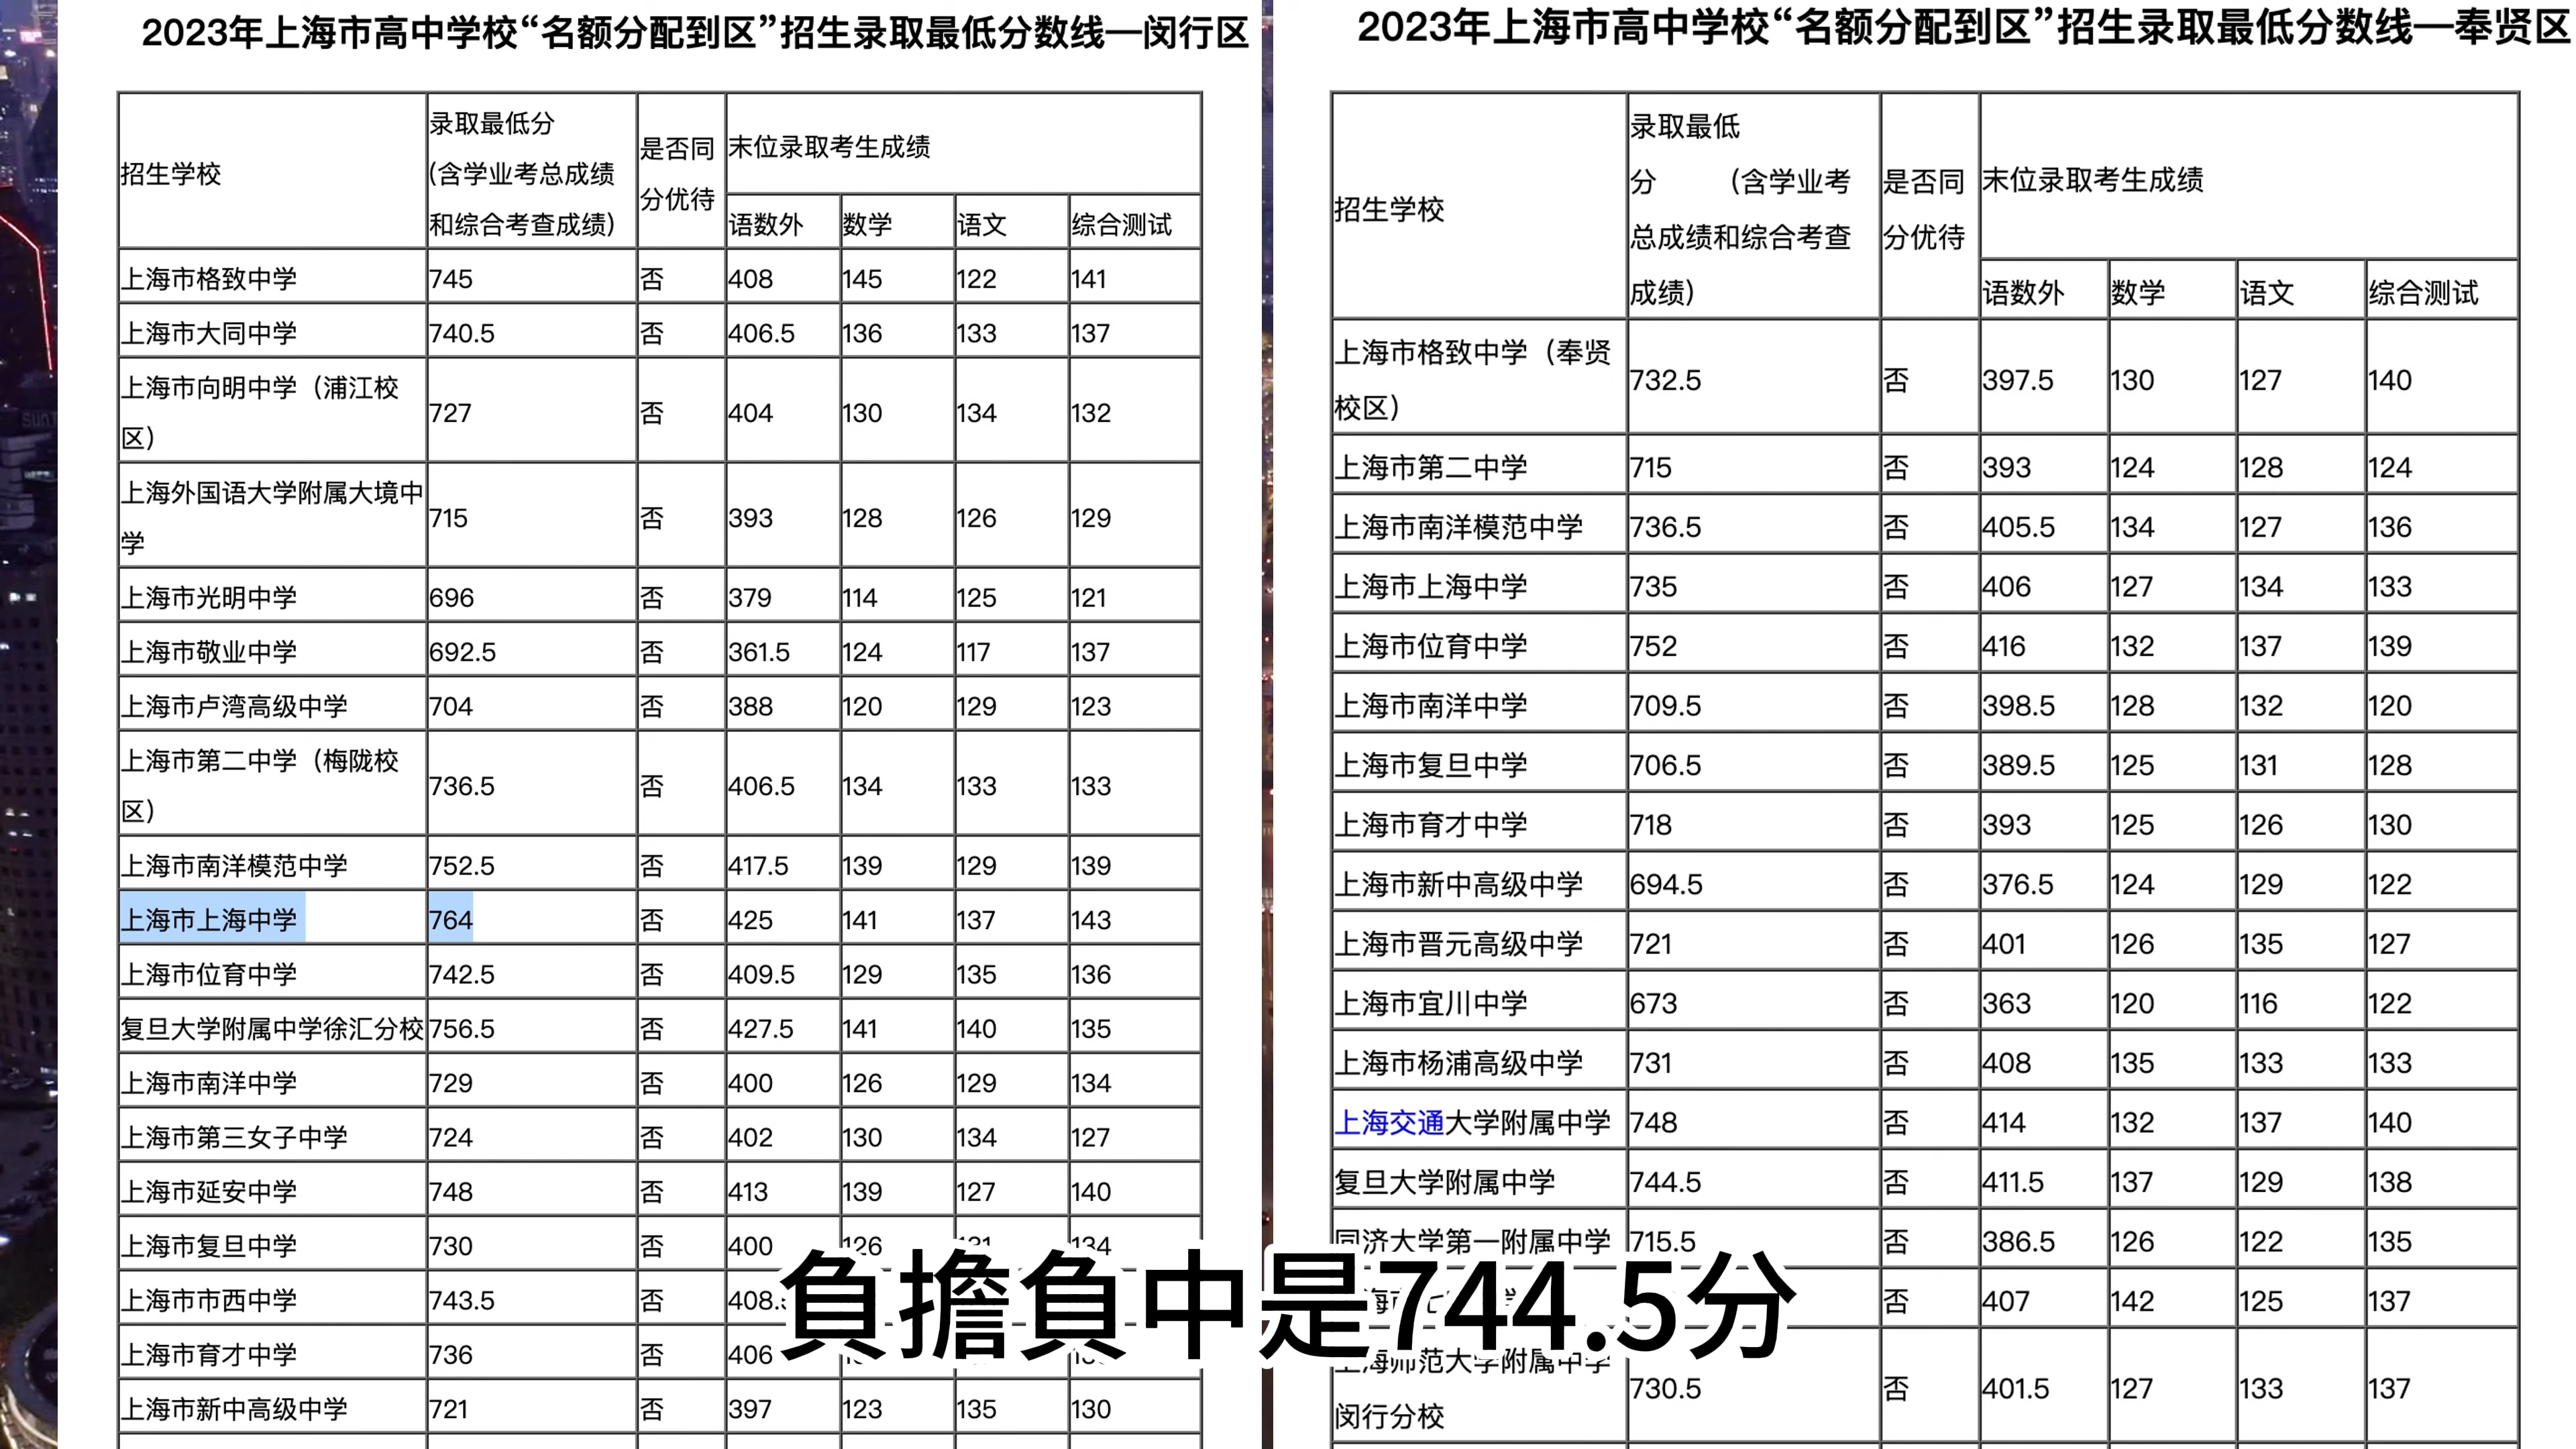 2023年上海市高中学校“名额分配到区”招生录取最低分数线—闵行区
招生学校
录取最低分
(含学业考总成绩
和综合考查成绩)
是否同
分优待
末位录取考生成绩
语数外 数学 语文 综合测试
上海市格致中学 745 否 408 145 122 141
上海市大同中学 740.5 否 406.5 136 133 137
上海市向明中学（浦江校
区） 727 否 404 130 134 132
上海外国语大学附属大境中
学 715 否 393 128 126 129
上海市光明中学 696 否 379 114 125 121
上海市敬业中学 692.5 否 361.5 124 117 137
上海市卢湾高级中学 704 否 388 120 129 123
上海市第二中学（梅陇校
区） 736.5 否 406.5 134 133 133
上海市南洋模范中学 752.5 否 417.5 139 129 139
上海市上海中学 764 否 425 141 137 143
上海市位育中学 742.5 否 409.5 129 135 136
复旦大学附属中学徐汇分校 756.5 否 427.5 141 140 135
上海市南洋中学 729 否 400 126 129 134
上海市第三女子中学 724 否 402 130 134 127
上海市延安中学 748 否 413 139 127 140
上海市复旦中学 730 否 400 126 131 134
上海市市西中学 743.5 否 408.
上海市育才中学 736 否 406
上海市新中高级中学 721 否 397 123 135 130
2023年上海市高中学校“名额分配到区”招生录取最低分数线—奉贤区
招生学校
录取最低
分 （含学业考
总成绩和综合考查
成绩）
是否同
分优待
末位录取考生成绩
语数外 数学 语文 综合测试
上海市格致中学（奉贤
校区） 732.5 否 397.5 130 127 140
上海市第二中学 715 否 393 124 128 124
上海市南洋模范中学 736.5 否 405.5 134 127 136
上海市上海中学 735 否 406 127 134 133
上海市位育中学 752 否 416 132 137 139
上海市南洋中学 709.5 否 398.5 128 132 120
上海市复旦中学 706.5 否 389.5 125 131 128
上海市育才中学 718 否 393 125 126 130
上海市新中高级中学 694.5 否 376.5 124 129 122
上海市晋元高级中学 721 否 401 126 135 127
上海市宜川中学 673 否 363 120 116 122
上海市杨浦高级中学 731 否 408 135 133 133
上海交通大学附属中学 748 否 414 132 137 140
复旦大学附属中学 744.5 否 411.5 137 129 138
同济大学第一附属中学 715.5 否 386.5 126 122 135
否 407 142 125 137
上海师范大学附属中学
闵行分校 730.5 否 401.5 127 133 137
負擔負中是744.5分